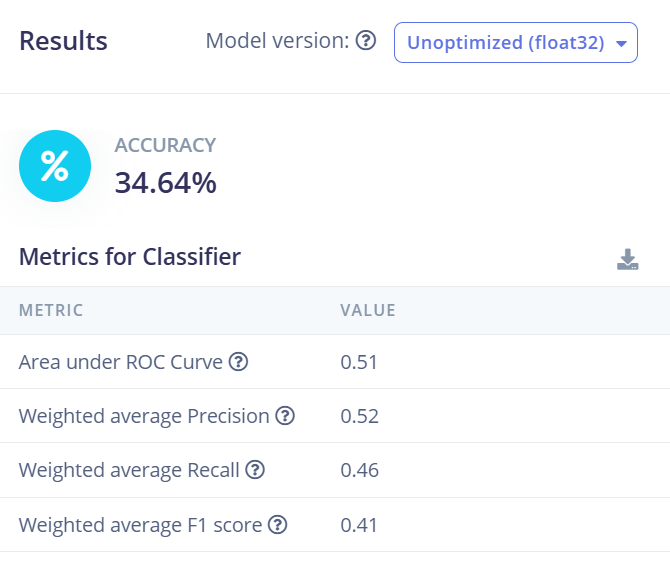 Results
Model version:
Unoptimized (float32)
%
ACCURACY
34.64%
Metrics for Classifier
METRIC VALUE
Area under ROC Curve ? 0.51
Weighted average Precision ? 0.52
Weighted average Recall ? 0.46
Weighted average F1 score ? 0.41